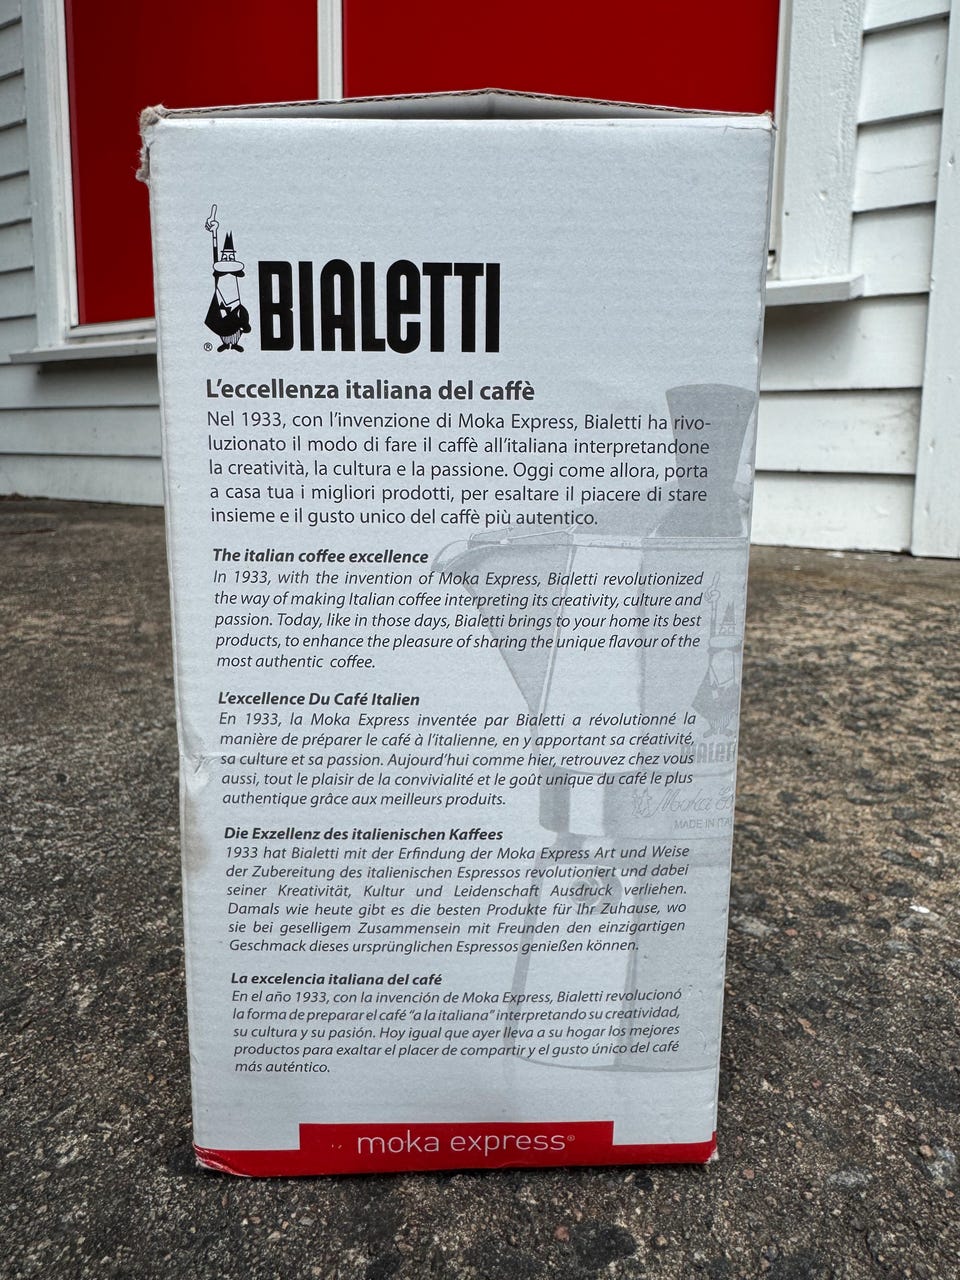 ®
BIALETTI
L'eccellenza italiana del caffè
Nel 1933, con l'invenzione di Moka Express, Bialetti ha rivo-
luzionato il modo di fare il caffè all'italiana interpretandone
la creatività, la cultura e la passione. Oggi come allora, porta
a casa tua i migliori prodotti, per esaltare il piacere di stare
insieme e il gusto unico del caffè più autentico.
The italian coffee excellence
In 1933, with the invention of Moka Express, Bialetti revolutionized
the way of making Italian coffee interpreting its creativity, culture and
passion. Today, like in those days, Bialetti brings to your home its best
products, to enhance the pleasure of sharing the unique flavour of the
most authentic coffee.
L'excellence Du Café Italien
En 1933, la Moka Express inventée par Bialetti a révolutionné la
manière de préparer le café à l'italienne, en y apportant sa créativité,
sa culture et sa passion. Aujourd'hui comme hier, retrouvez chez vous
aussi, tout le plaisir de la convivialité et le goût unique du café le plus
authentique grâce aux meilleurs produits.
BIALET
Moka
MADE IN ITA
Die Exzellenz des italienischen Kaffees
1933 hat Bialetti mit der Erfindung der Moka Express Art und Weise
der Zubereitung des italienischen Espressos revolutioniert und dabei
seiner Kreativität, Kultur und Leidenschaft Ausdruck verliehen.
Damals wie heute gibt es die besten Produkte für Ihr Zuhause, wo
sie bei geselligem Zusammensein mit Freunden den einzigartigen
Geschmack dieses ursprünglichen Espressos genießen können.
La excelencia italiana del café
En el año 1933, con la invención de Moka Express, Bialetti revolucionó
la forma de preparar el café "a la italiana" interpretando su creatividad,
su cultura y su pasión. Hoy igual que ayer lleva a su hogar los mejores
productos para exaltar el placer de compartir y el gusto único del café
más auténtico.
moka express®